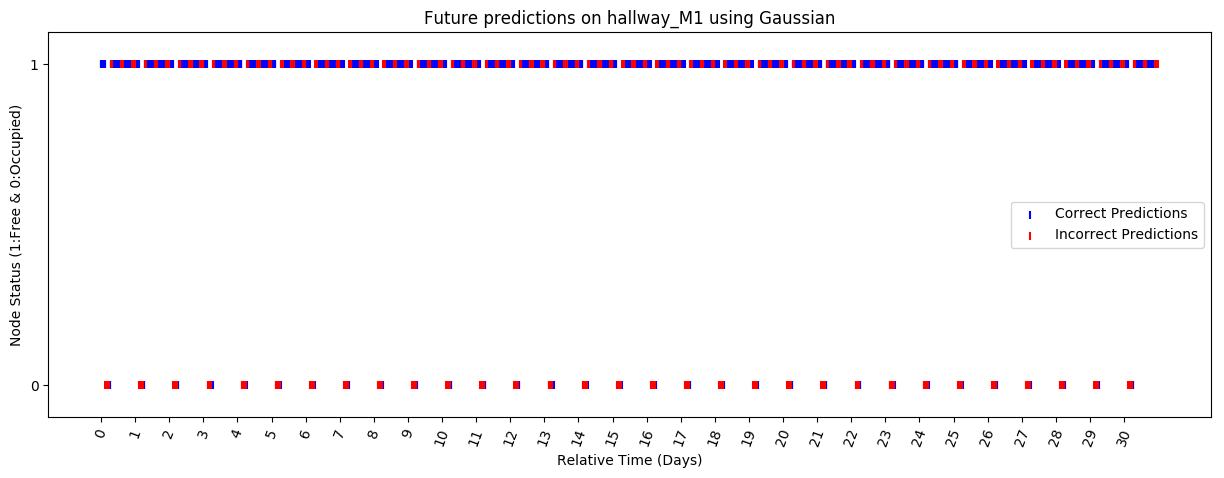 Future predictions on hallway_M1 using Gaussian
Node Status (1:Free & 0:Occupied)
1
0
Correct Predictions
Incorrect Predictions
0 1 2 3 4 5 6 7 8 9 10 11 12 13 14 15 16 17 18 19 20 21 22 23 24 25 26 27 28 29 30
Relative Time (Days)